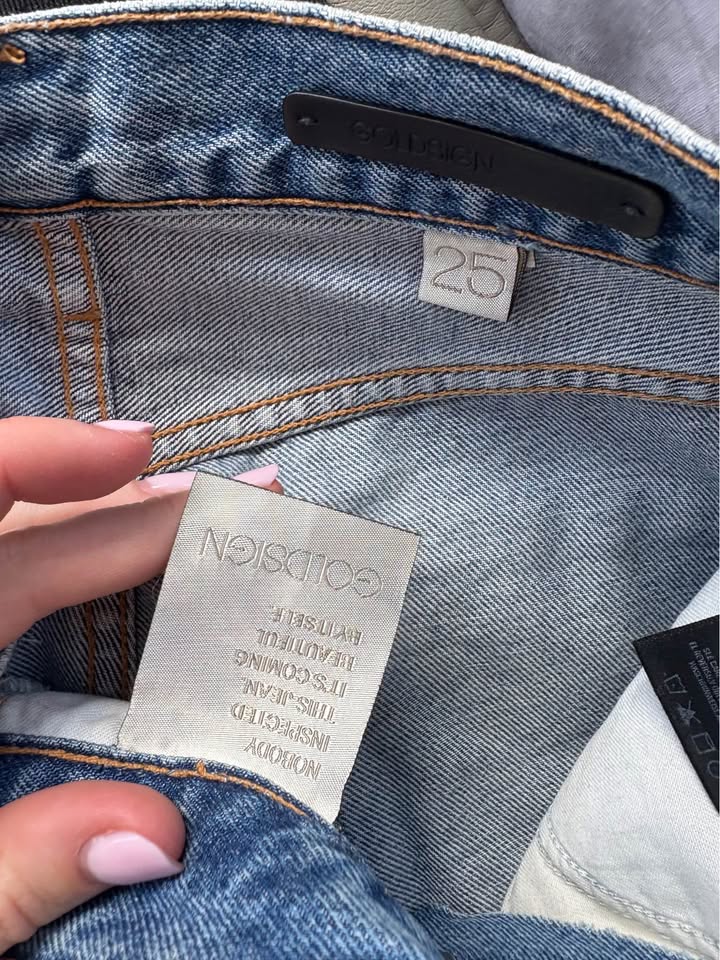 GOLDSIGN
25
GOLDSIGN
NOBODY
INSPECTED
THIS JEAN.
IT'S COMING
BEAUTIFUL
BY ITSELF.